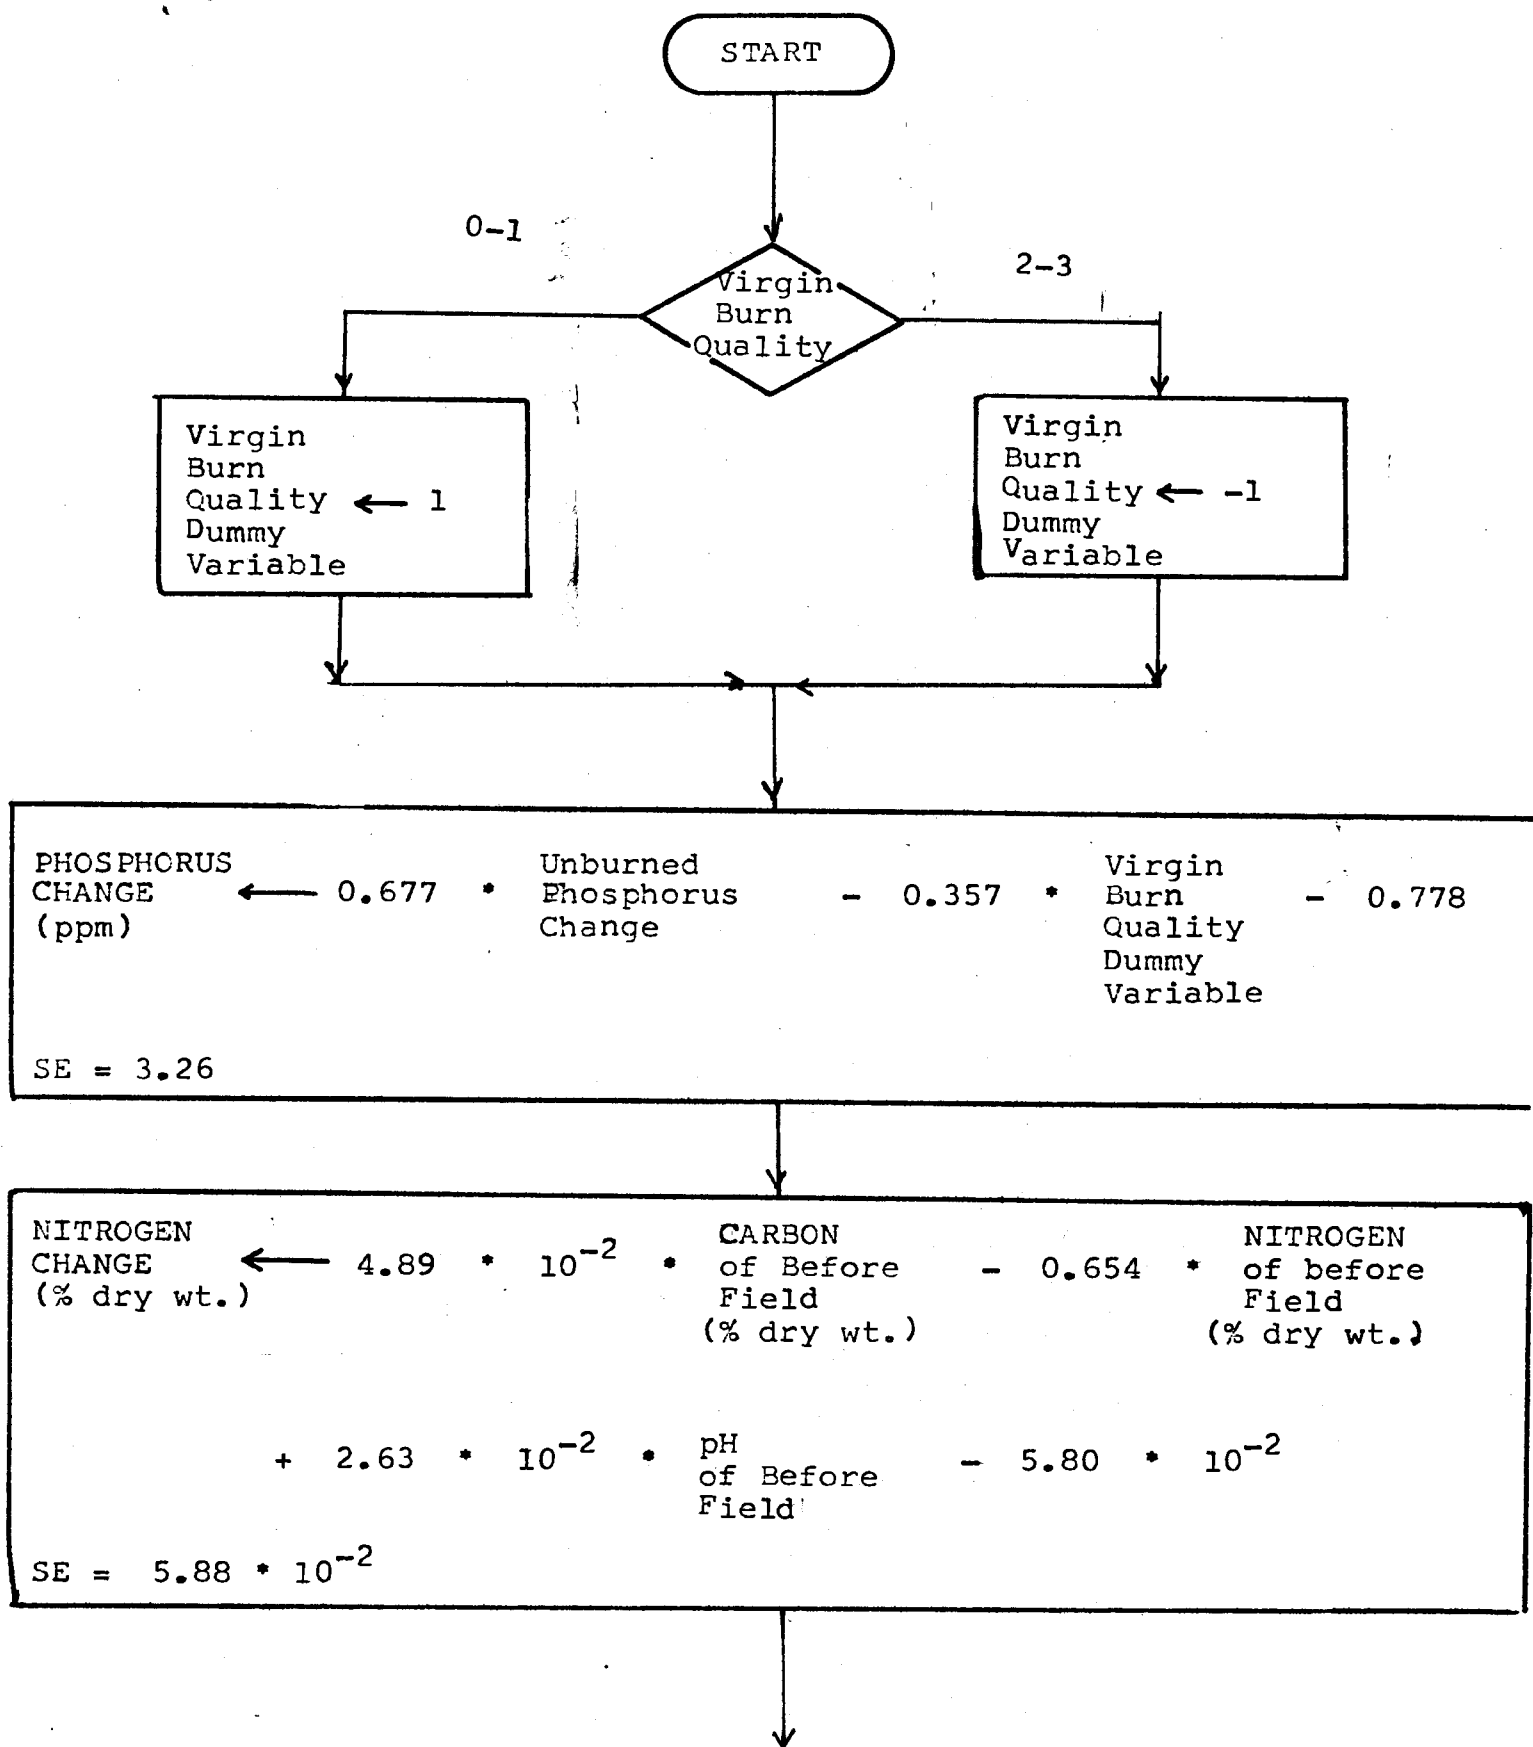 START
0-1
2-3
Virgin
Burn
Quality
Virgin
Burn
Quality ← 1
Dummy
Variable
Virgin
Burn
Quality ← -1
Dummy
Variable
PHOSPHORUS
CHANGE
(ppm)
← 0.677 *
Unburned
Phosphorus
Change
- 0.357 *
Virgin
Burn
Quality
Dummy
Variable
- 0.778
SE = 3.26
NITROGEN
CHANGE
(% dry wt.)
← 4.89 * 10⁻² *
CARBON
of Before
Field
(% dry wt.)
- 0.654 *
NITROGEN
of before
Field
(% dry wt.)
+ 2.63 * 10⁻² *
pH
of Before
Field
- 5.80 * 10⁻²
SE = 5.88 * 10⁻²